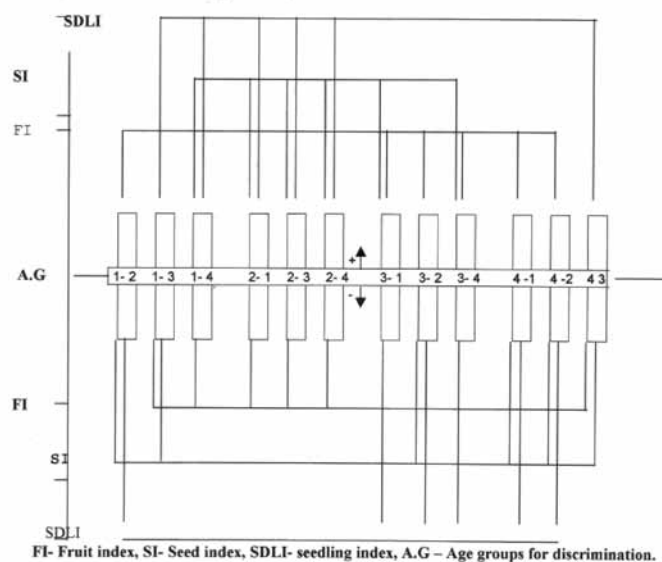 SDLI
SI
FI
+
A.G 1- 2 1- 3 1- 4 2- 1 2- 3 2- 4 3- 1 3- 2 3- 4 4 -1 4 -2 4 3
-
FI
SI
SDLI
FI- Fruit index, SI- Seed index, SDLI- seedling index, A.G – Age groups for discrimination.